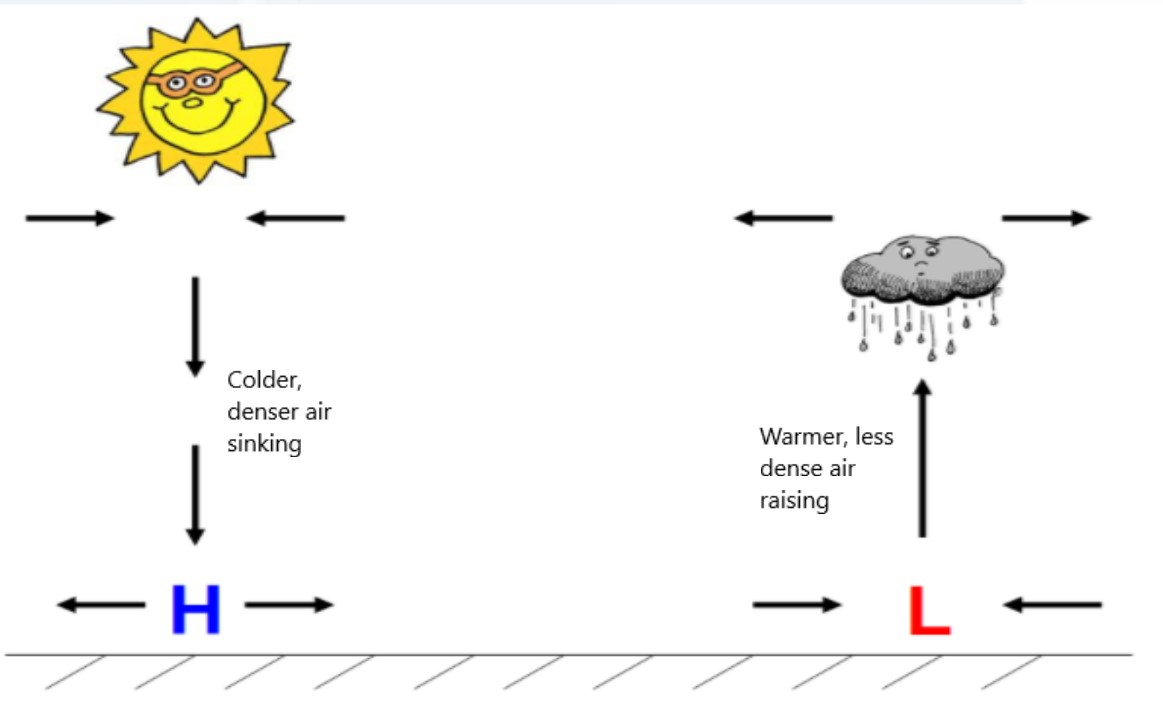 Colder,
denser air
sinking
Warmer, less
dense air
raising
H
L